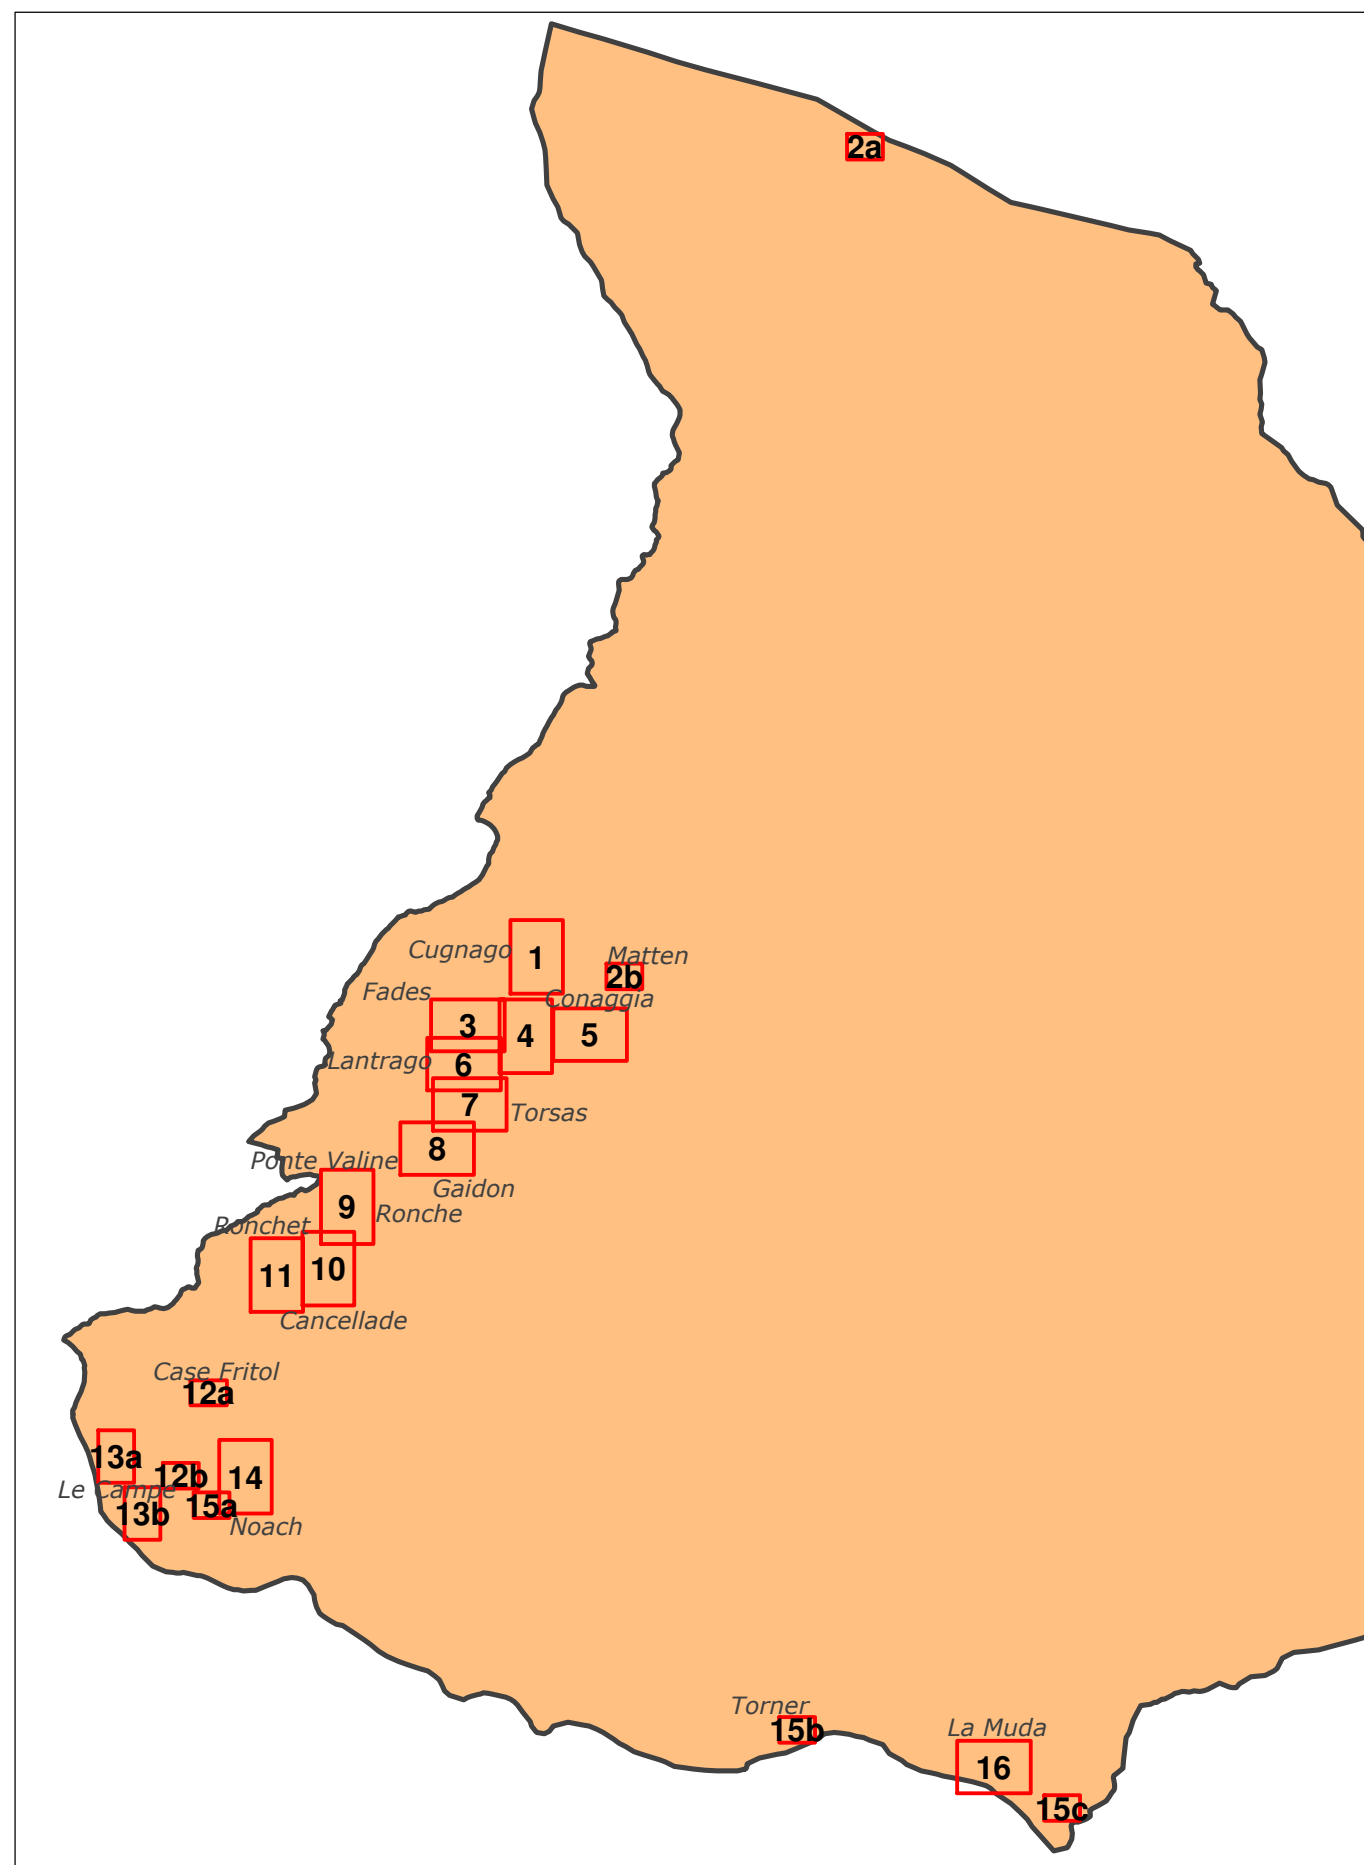 2a
Cugnago
1
Matten
2b
Fades
Conaggia
3
4
5
Lantrago
6
7
Torsas
8
Ponte Valine
Gaidon
9
Ronche
Ronchet
10
11
Cancellade
Case Fritol
12a
13a
12b
14
Le Campe
13b
15a
Noach
Torner
15b
La Muda
16
15c